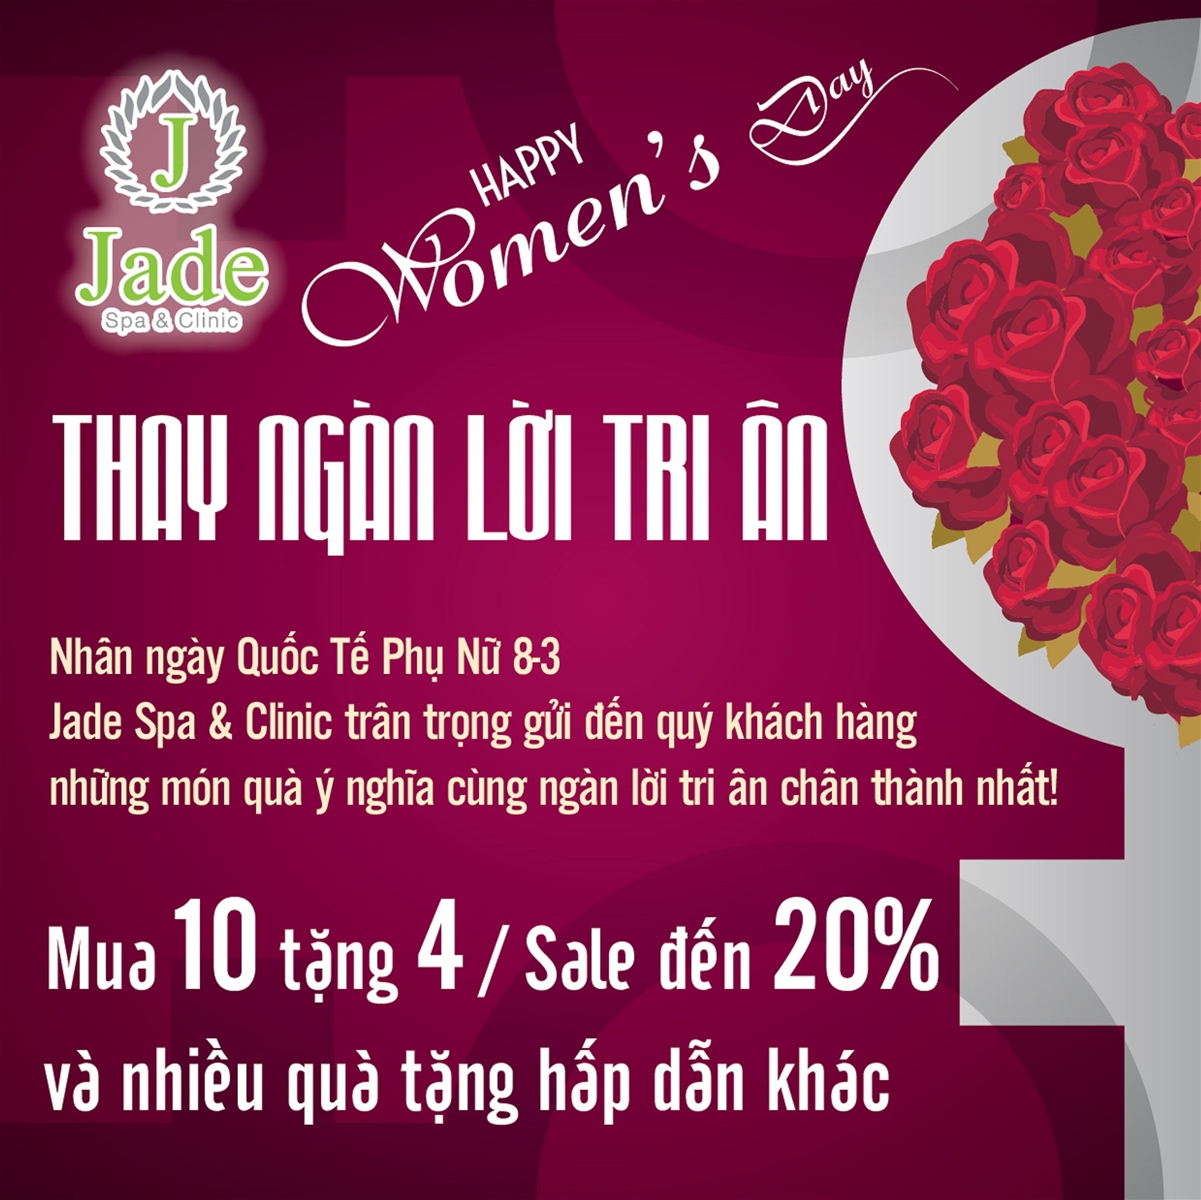 J
Jade
Spa & Clinic
HAPPY
Women's Day
THAY NGÀN LỜI TRI ÂN
Nhân ngày Quốc Tế Phụ Nữ 8-3
Jade Spa & Clinic trân trọng gửi đến quý khách hàng
những món quà ý nghĩa cùng ngàn lời tri ân chân thành nhất!
Mua 10 tặng 4 / Sale đến 20%
và nhiều quà tặng hấp dẫn khác